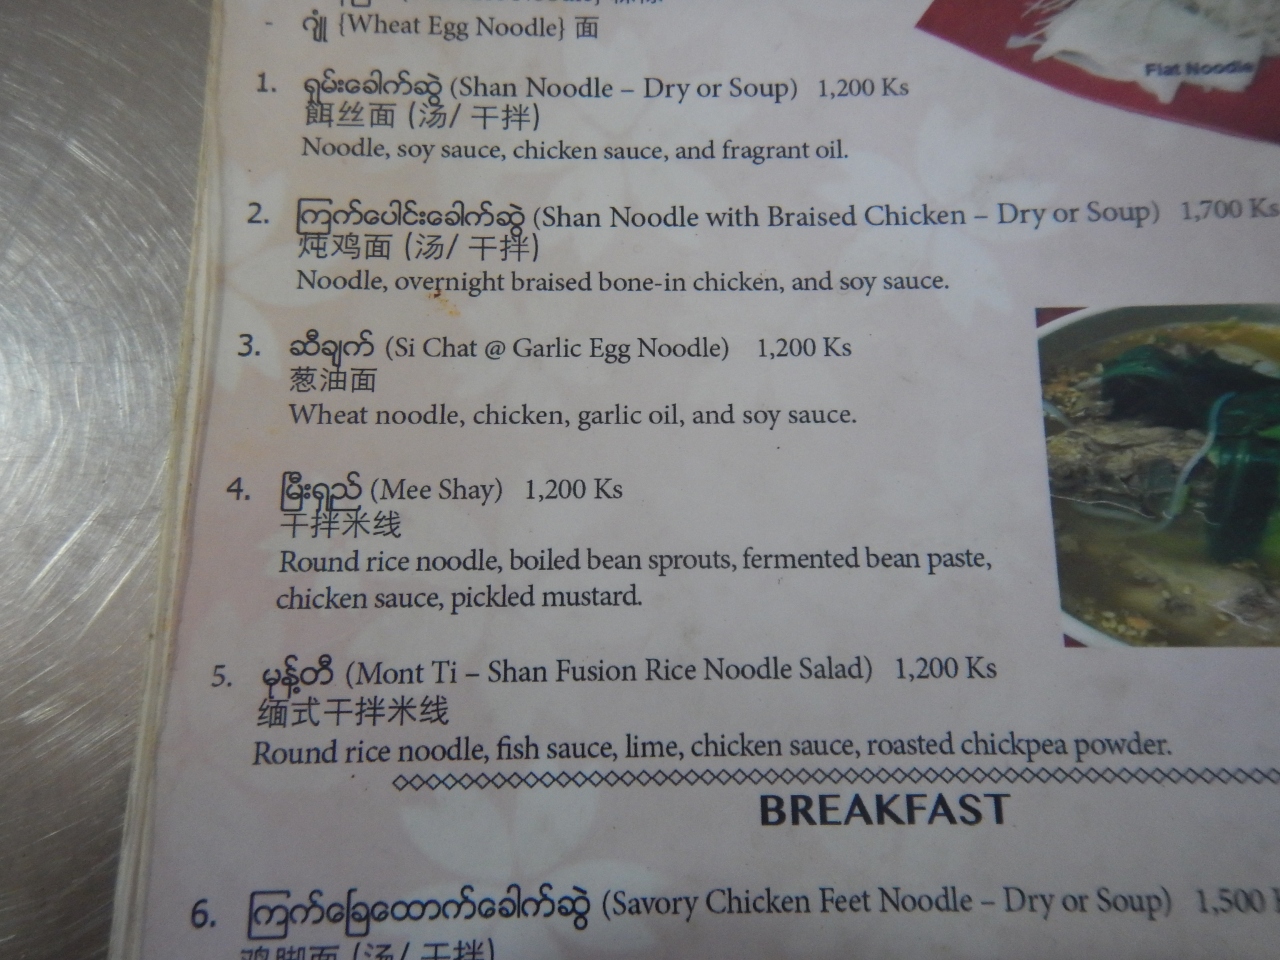 - ဂျုံ {Wheat Egg Noodle} 面
Flat Noodle
1. ရှမ်းခေါက်ဆွဲ (Shan Noodle – Dry or Soup) 1,200 Ks
餌丝面 (汤/ 干拌)
Noodle, soy sauce, chicken sauce, and fragrant oil.
2. ကြက်ပေါင်းခေါက်ဆွဲ (Shan Noodle with Braised Chicken – Dry or Soup) 1,700 Ks
炖鸡面 (汤/ 干拌)
Noodle, overnight braised bone-in chicken, and soy sauce.
3. ဆီချက် (Si Chat @ Garlic Egg Noodle) 1,200 Ks
葱油面
Wheat noodle, chicken, garlic oil, and soy sauce.
4. မြီးရှည် (Mee Shay) 1,200 Ks
干拌米线
Round rice noodle, boiled bean sprouts, fermented bean paste,
chicken sauce, pickled mustard.
5. မုန့်တီ (Mont Ti – Shan Fusion Rice Noodle Salad) 1,200 Ks
缅式干拌米线
Round rice noodle, fish sauce, lime, chicken sauce, roasted chickpea powder.
BREAKFAST
6. ကြက်ခြေထောက်ခေါက်ဆွဲ (Savory Chicken Feet Noodle – Dry or Soup) 1,500
鸡脚面 (汤/ 干拌)